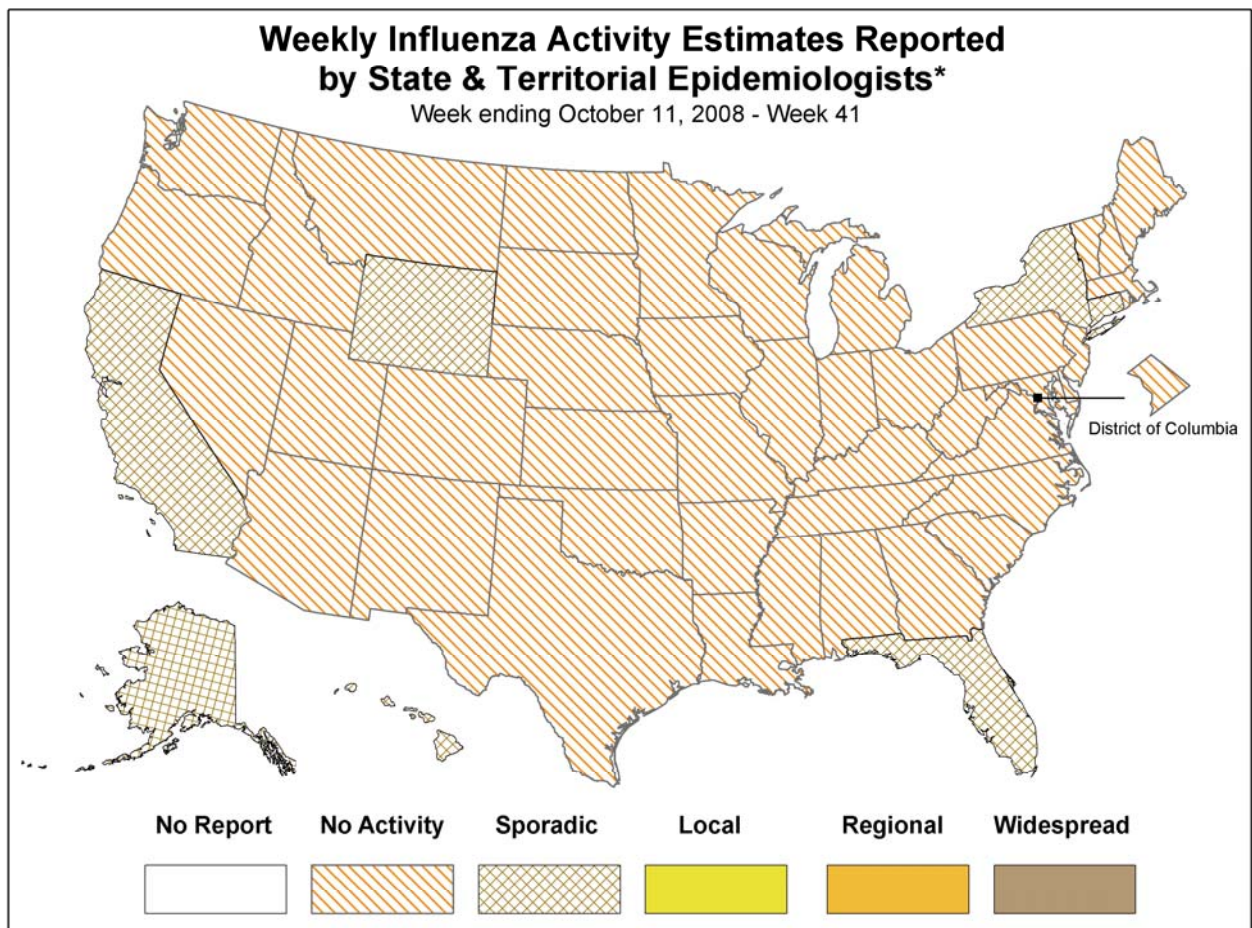 Weekly Influenza Activity Estimates Reported
by State & Territorial Epidemiologists*
Week ending October 11, 2008 - Week 41
District of Columbia
No Report No Activity Sporadic Local Regional Widespread